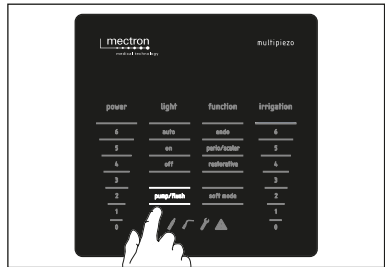 mectron
medical technology
multipiezo
power light function irrigation
6 auto endo 6
5 on perio/scaler 5
4 off restorative 4
3 3
2 pump/flush soft mode 2
1 1
0 0